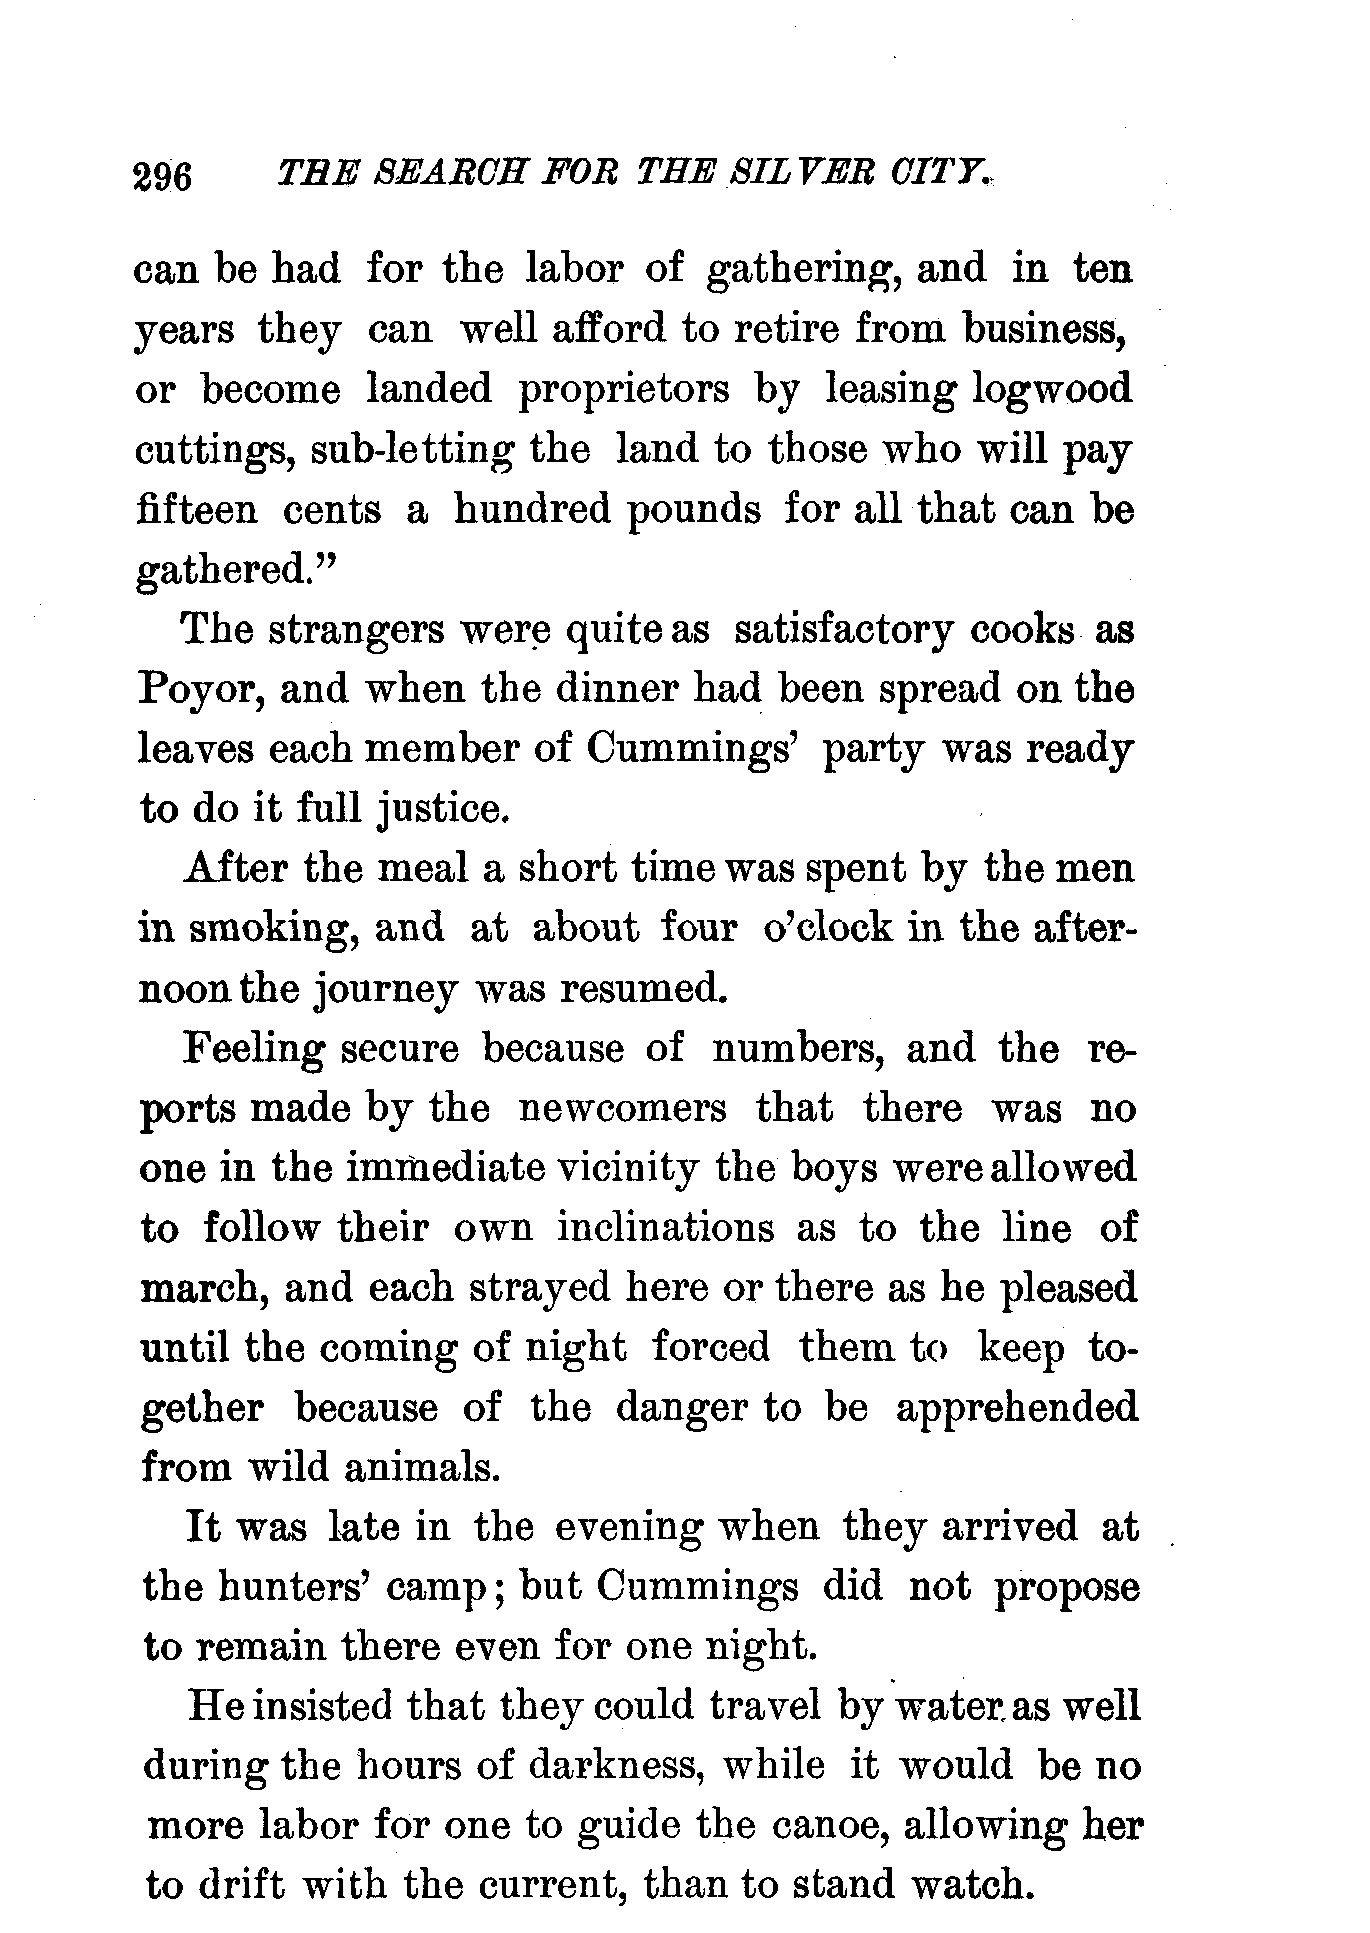 296 THE SEARCH FOR THE SILVER CITY.
can be had for the labor of gathering, and in ten
years they can well afford to retire from business,
or become landed proprietors by leasing logwood
cuttings, sub-letting the land to those who will pay
fifteen cents a hundred pounds for all that can be
gathered.”
The strangers were quite as satisfactory cooks as
Poyor, and when the dinner had been spread on the
leaves each member of Cummings’ party was ready
to do it full justice.
After the meal a short time was spent by the men
in smoking, and at about four o’clock in the after-
noon the journey was resumed.
Feeling secure because of numbers, and the re-
ports made by the newcomers that there was no
one in the immediate vicinity the boys were allowed
to follow their own inclinations as to the line of
march, and each strayed here or there as he pleased
until the coming of night forced them to keep to-
gether because of the danger to be apprehended
from wild animals.
It was late in the evening when they arrived at
the hunters’ camp; but Cummings did not propose
to remain there even for one night.
He insisted that they could travel by water as well
during the hours of darkness, while it would be no
more labor for one to guide the canoe, allowing her
to drift with the current, than to stand watch.